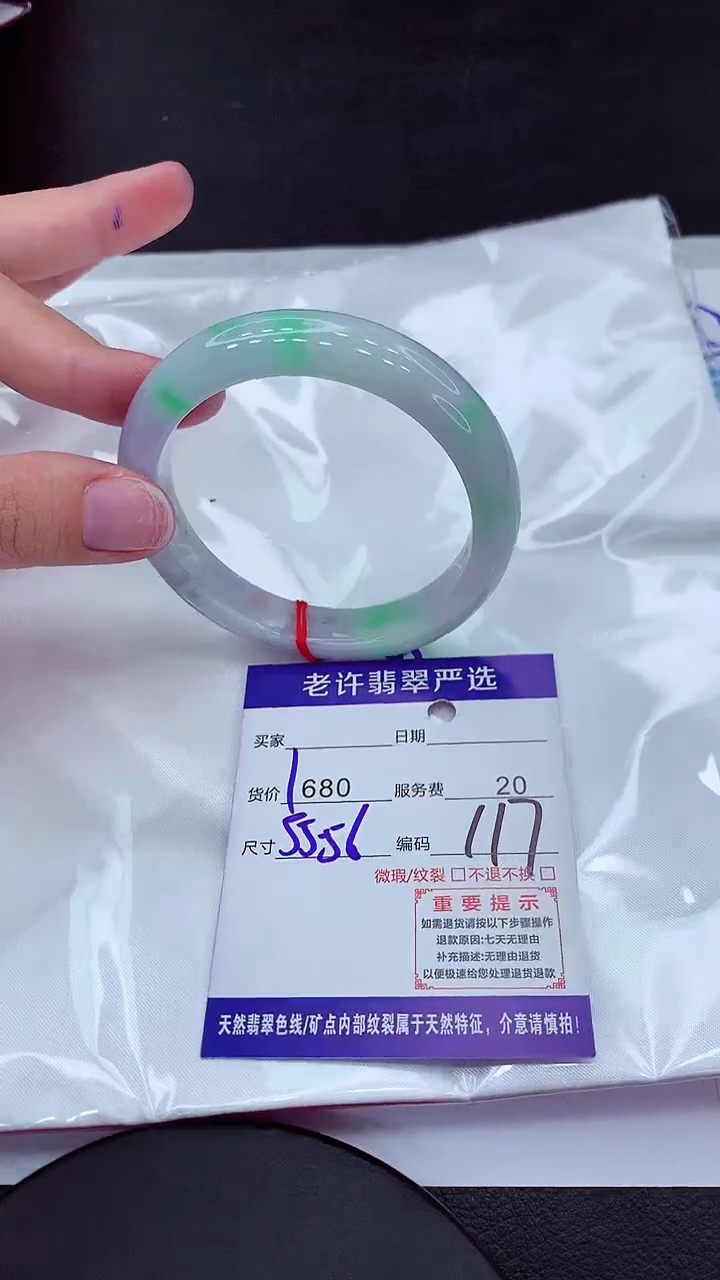 老许翡翠严选
买家 日期
货价 1680 服务费 20
尺寸 5556 编码 117
微瑕/纹裂 □不退不换 □
重要提示
如需退货请按以下步骤操作
退款原因:七天无理由
补充描述:无理由退货
以便极速给您处理退货退款
天然翡翠色线/矿点内部纹裂属于天然特征，介意请慎拍!